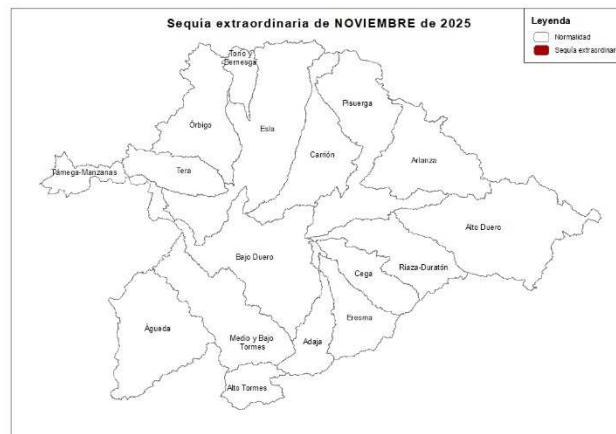 Sequía extraordinaria de NOVIEMBRE de 2025
Leyenda
Normalidad
Sequía extraordinar
Torío y
Bernesga
Pisuerga
Órbigo
Esla
Carrión
Arlanza
Támega-Manzanas
Tera
Alto Duero
Bajo Duero
Cega
Riaza-Duratón
Eresma
Águeda
Medio y Bajo
Tormes
Adaja
Alto Tormes